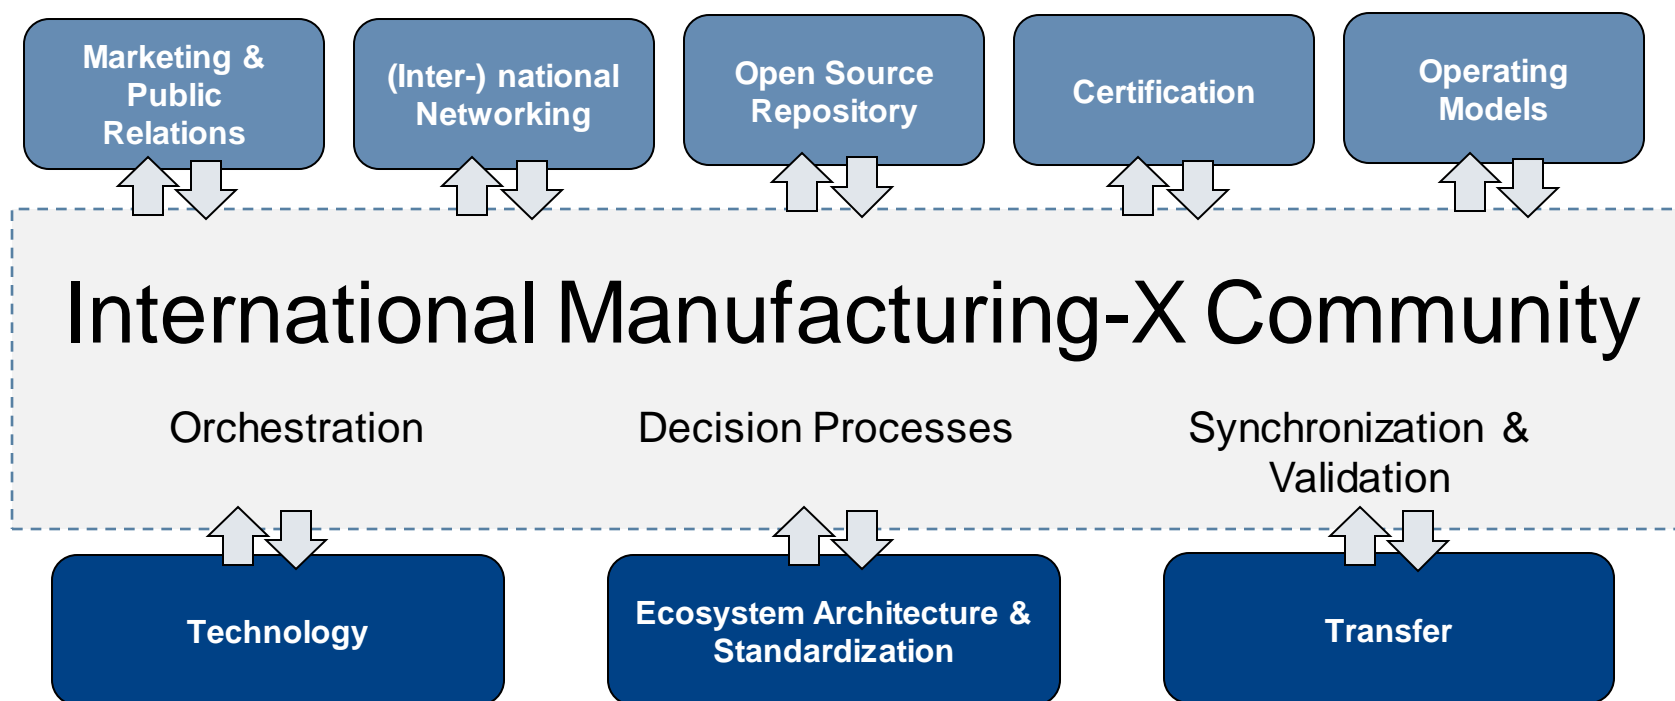 Marketing &
Public
Relations
(Inter-) national
Networking
Open Source
Repository
Certification
Operating
Models
International Manufacturing-X Community
Orchestration
Decision Processes
Synchronization &
Validation
Technology
Ecosystem Architecture &
Standardization
Transfer